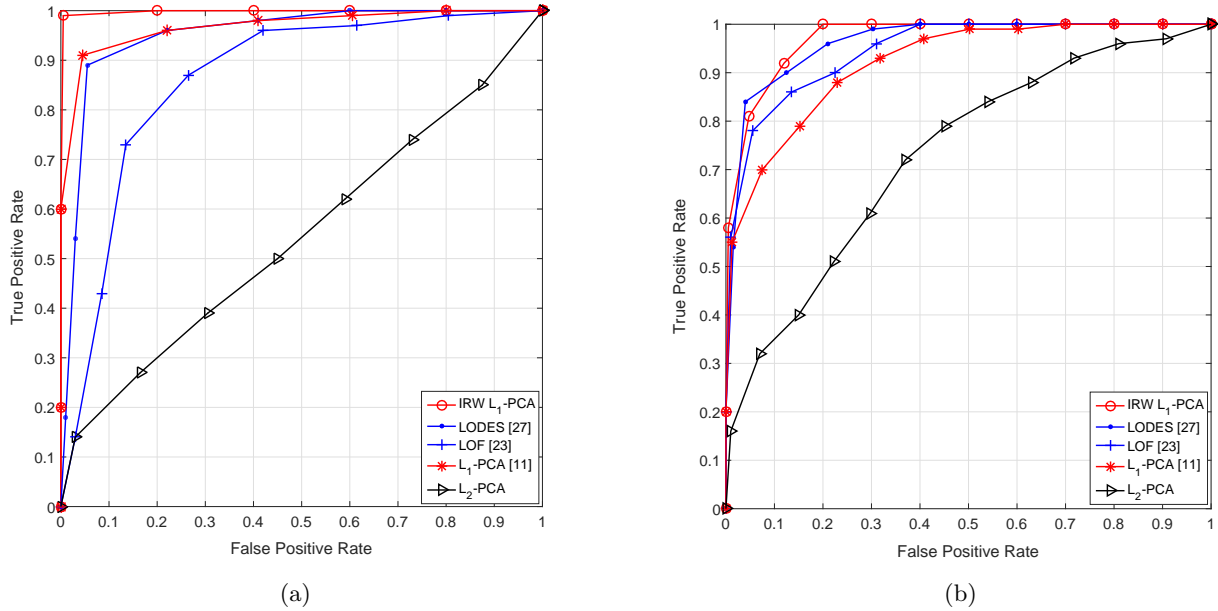 1
0.9
0.8
0.7
0.6
0.5
0.4
0.3
0.2
0.1
0
True Positive Rate
0 0.1 0.2 0.3 0.4 0.5 0.6 0.7 0.8 0.9 1
False Positive Rate
IRW L1-PCA
LODES [27]
LOF [23]
L1-PCA [11]
L2-PCA
(a)
1
0.9
0.8
0.7
0.6
0.5
0.4
0.3
0.2
0.1
0
True Positive Rate
0 0.1 0.2 0.3 0.4 0.5 0.6 0.7 0.8 0.9 1
False Positive Rate
IRW L1-PCA
LODES [27]
LOF [23]
L1-PCA [11]
L2-PCA
(b)